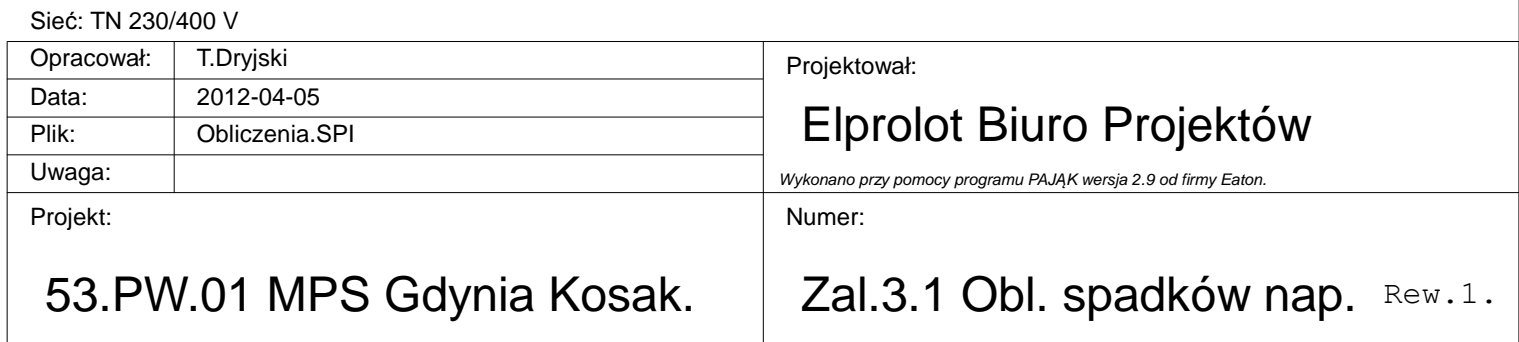 Sieć: TN 230/400 V
Opracował: T.Dryjski
Data: 2012-04-05
Plik: Obliczenia.SPI
Uwaga:
Projektował:
Elprolot Biuro Projektów
Wykonano przy pomocy programu PAJĄK wersja 2.9 od firmy Eaton.
Projekt:
53.PW.01 MPS Gdynia Kosak.
Numer:
Zal.3.1 Obl. spadków nap. Rew.1.